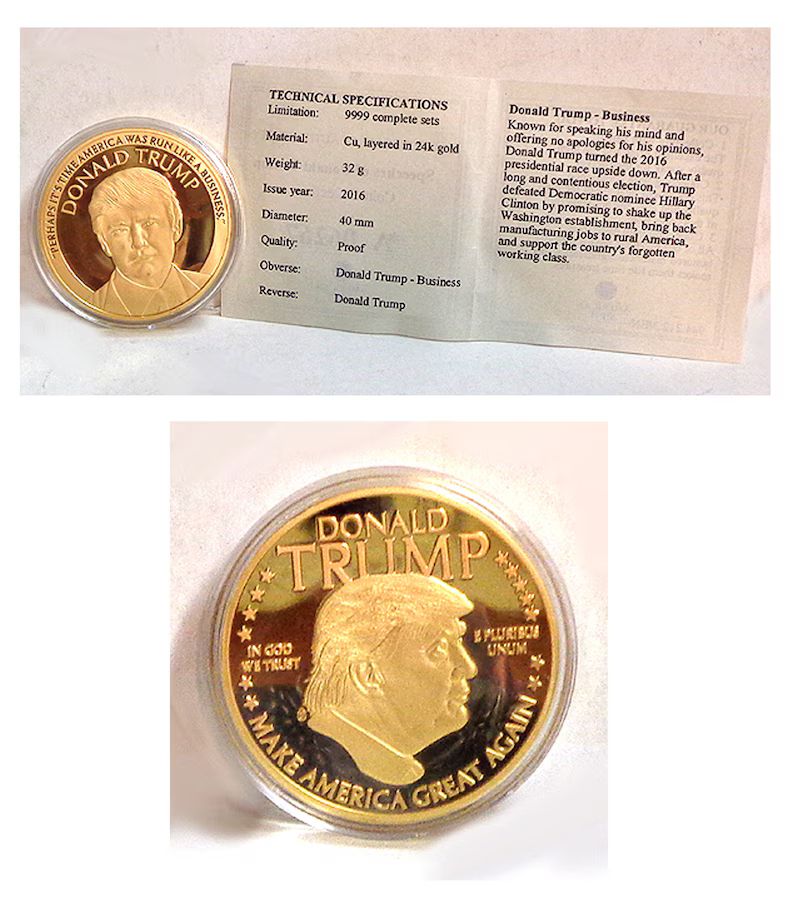 "PERHAPS IT'S TIME AMERICA WAS RUN LIKE A BUSINESS."
DONALD TRUMP
TECHNICAL SPECIFICATIONS
Limitation: 9999 complete sets
Material: Cu, layered in 24k gold
Weight: 32 g
Issue year: 2016
Diameter: 40 mm
Quality: Proof
Obverse: Donald Trump - Business
Reverse: Donald Trump
Donald Trump - Business
Known for speaking his mind and
offering no apologies for his opinions,
Donald Trump turned the 2016
presidential race upside down. After a
long and contentious election, Trump
defeated Democratic nominee Hillary
Clinton by promising to shake up the
Washington establishment, bring back
manufacturing jobs to rural America,
and support the country's forgotten
working class.
DONALD
TRUMP
IN GOD
WE TRUST
E PLURIBUS
UNUM
MAKE AMERICA GREAT AGAIN